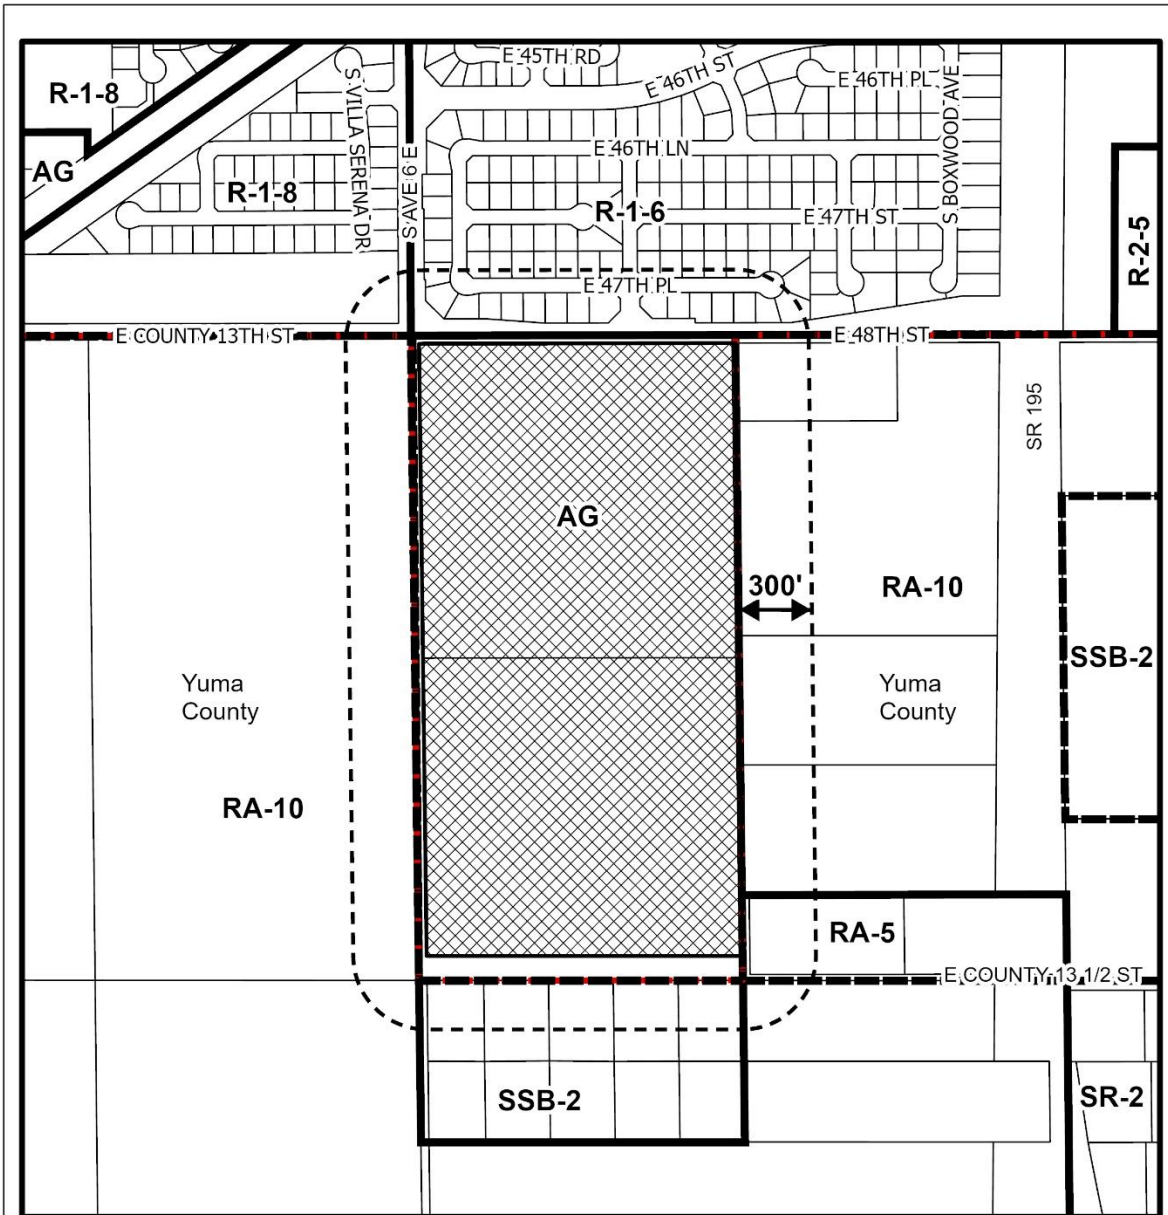 E 45TH RD
E 46TH ST
E 46TH PL
R-1-8
S VILLA SERENA DR
S AVE 6 E
S BOXWOOD AVE
E 46TH LN
AG
R-1-8
R-1-6
E 47TH ST
R-2-5
E 47TH PL
E COUNTY 13TH ST
E 48TH ST
SR 195
AG
300'
RA-10
SSB-2
Yuma
County
Yuma
County
RA-10
RA-5
E COUNTY 13 1/2 ST
SSB-2
SR-2